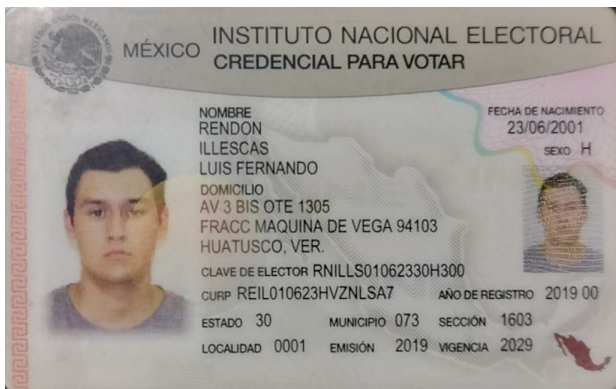 MÉXICO INSTITUTO NACIONAL ELECTORAL
CREDENCIAL PARA VOTAR
NOMBRE
RENDON
ILLESCAS
LUIS FERNANDO
FECHA DE NACIMIENTO
23/06/2001
SEXO H
DOMICILIO
AV 3 BIS OTE 1305
FRACC MAQUINA DE VEGA 94103
HUATUSCO, VER.
CLAVE DE ELECTOR RNILLS01062330H300
CURP REIL010623HVZNLSA7 AÑO DE REGISTRO 2019 00
ESTADO 30 MUNICIPIO 073 SECCIÓN 1603
LOCALIDAD 0001 EMISIÓN 2019 VIGENCIA 2029